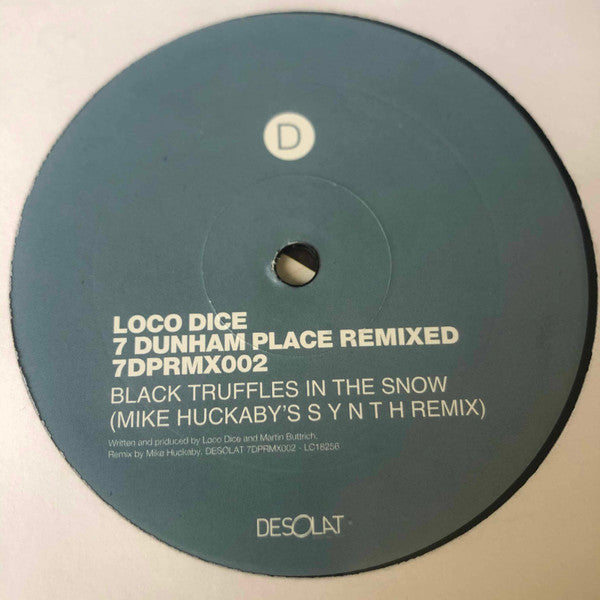 D
LOCO DICE
7 DUNHAM PLACE REMIXED
7DPRMX002
BLACK TRUFFLES IN THE SNOW
(MIKE HUCKABY'S S Y N T H REMIX)
Written and produced by Loco Dice and Martin Buttrich.
Remix by Mike Huckaby. DESOLAT 7DPRMX002 - LC18256
DESOLAT